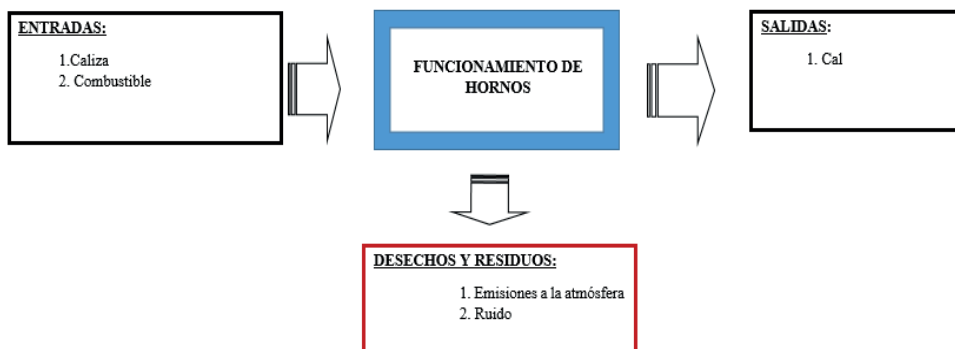 ENTRADAS:
1.Caliza
2. Combustible
FUNCIONAMIENTO DE
HORNOS
SALIDAS:
1. Cal
DESECHOS Y RESIDUOS:
1. Emisiones a la atmósfera
2. Ruido